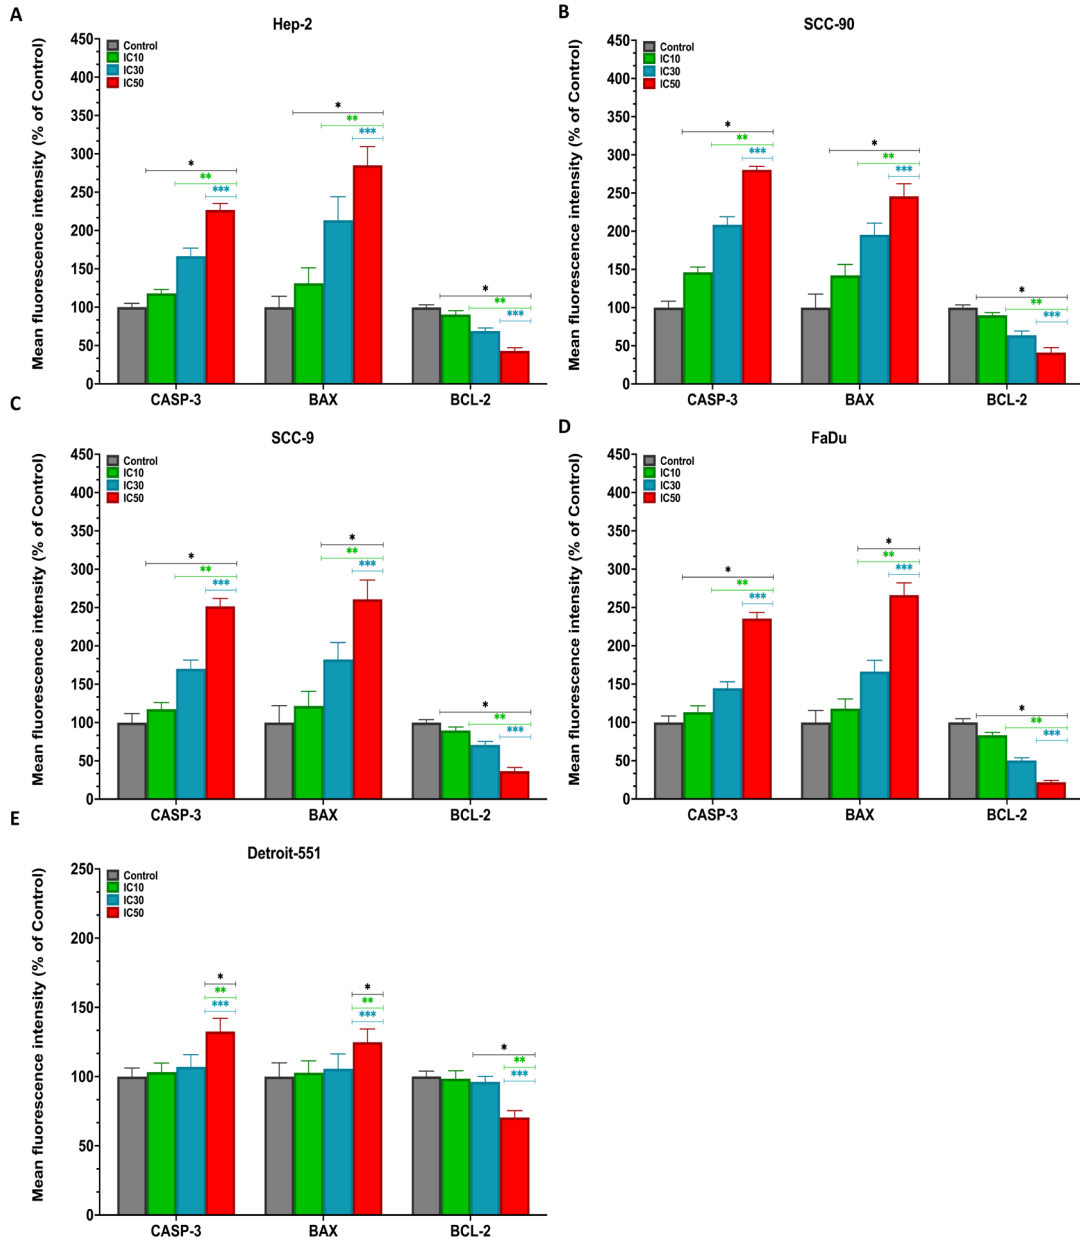 A
Hep-2
Mean fluorescence intensity (% of Control)
450
400
350
300
250
200
150
100
50
0
Control
IC10
IC30
IC50
*
**
***
*
**
***
*
**
***
CASP-3 BAX BCL-2
B
SCC-90
Mean fluorescence intensity (% of Control)
450
400
350
300
250
200
150
100
50
0
Control
IC10
IC30
IC50
*
**
***
*
**
***
*
**
***
CASP-3 BAX BCL-2
C
SCC-9
Mean fluorescence intensity (% of Control)
450
400
350
300
250
200
150
100
50
0
Control
IC10
IC30
IC50
*
**
***
*
**
***
*
**
***
CASP-3 BAX BCL-2
D
FaDu
Mean fluorescence intensity (% of Control)
450
400
350
300
250
200
150
100
50
0
Control
IC10
IC30
IC50
*
**
***
*
**
***
*
**
***
CASP-3 BAX BCL-2
E
Detroit-551
Mean fluorescence intensity (% of Control)
250
200
150
100
50
0
Control
IC10
IC30
IC50
*
**
***
*
**
***
*
**
***
CASP-3 BAX BCL-2